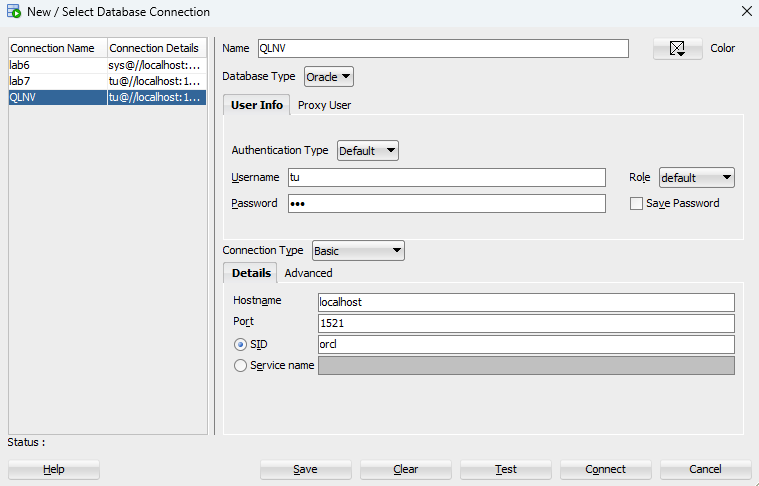 New / Select Database Connection
Connection Name Connection Details
lab6 sys@//localhost:...
lab7 tu@//localhost:1...
QLNV tu@//localhost:1...
Name QLNV Color
Database Type Oracle
User Info Proxy User
Authentication Type Default
Username tu Role default
Password ••• Save Password
Connection Type Basic
Details Advanced
Hostname localhost
Port 1521
SID orcl
Service name
Status :
Help Save Clear Test Connect Cancel